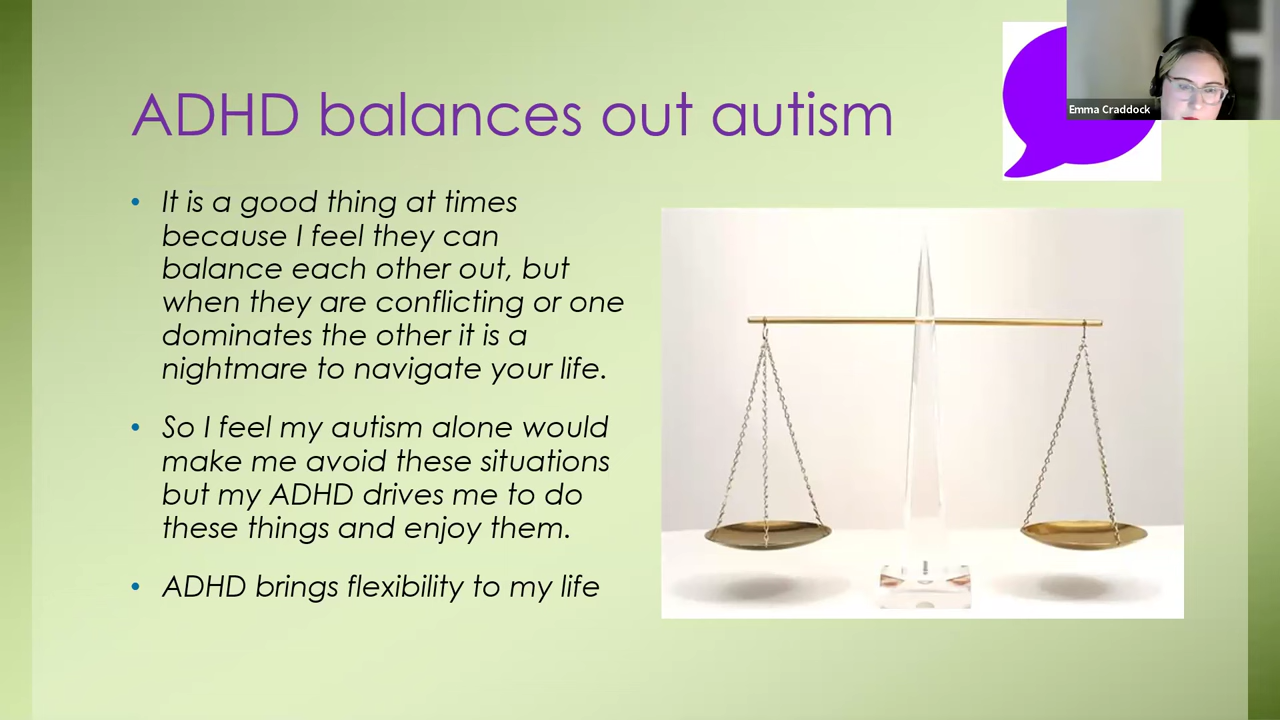 ADHD balances out autism
Emma Craddock
• It is a good thing at times
because I feel they can
balance each other out, but
when they are conflicting or one
dominates the other it is a
nightmare to navigate your life.
• So I feel my autism alone would
make me avoid these situations
but my ADHD drives me to do
these things and enjoy them.
• ADHD brings flexibility to my life